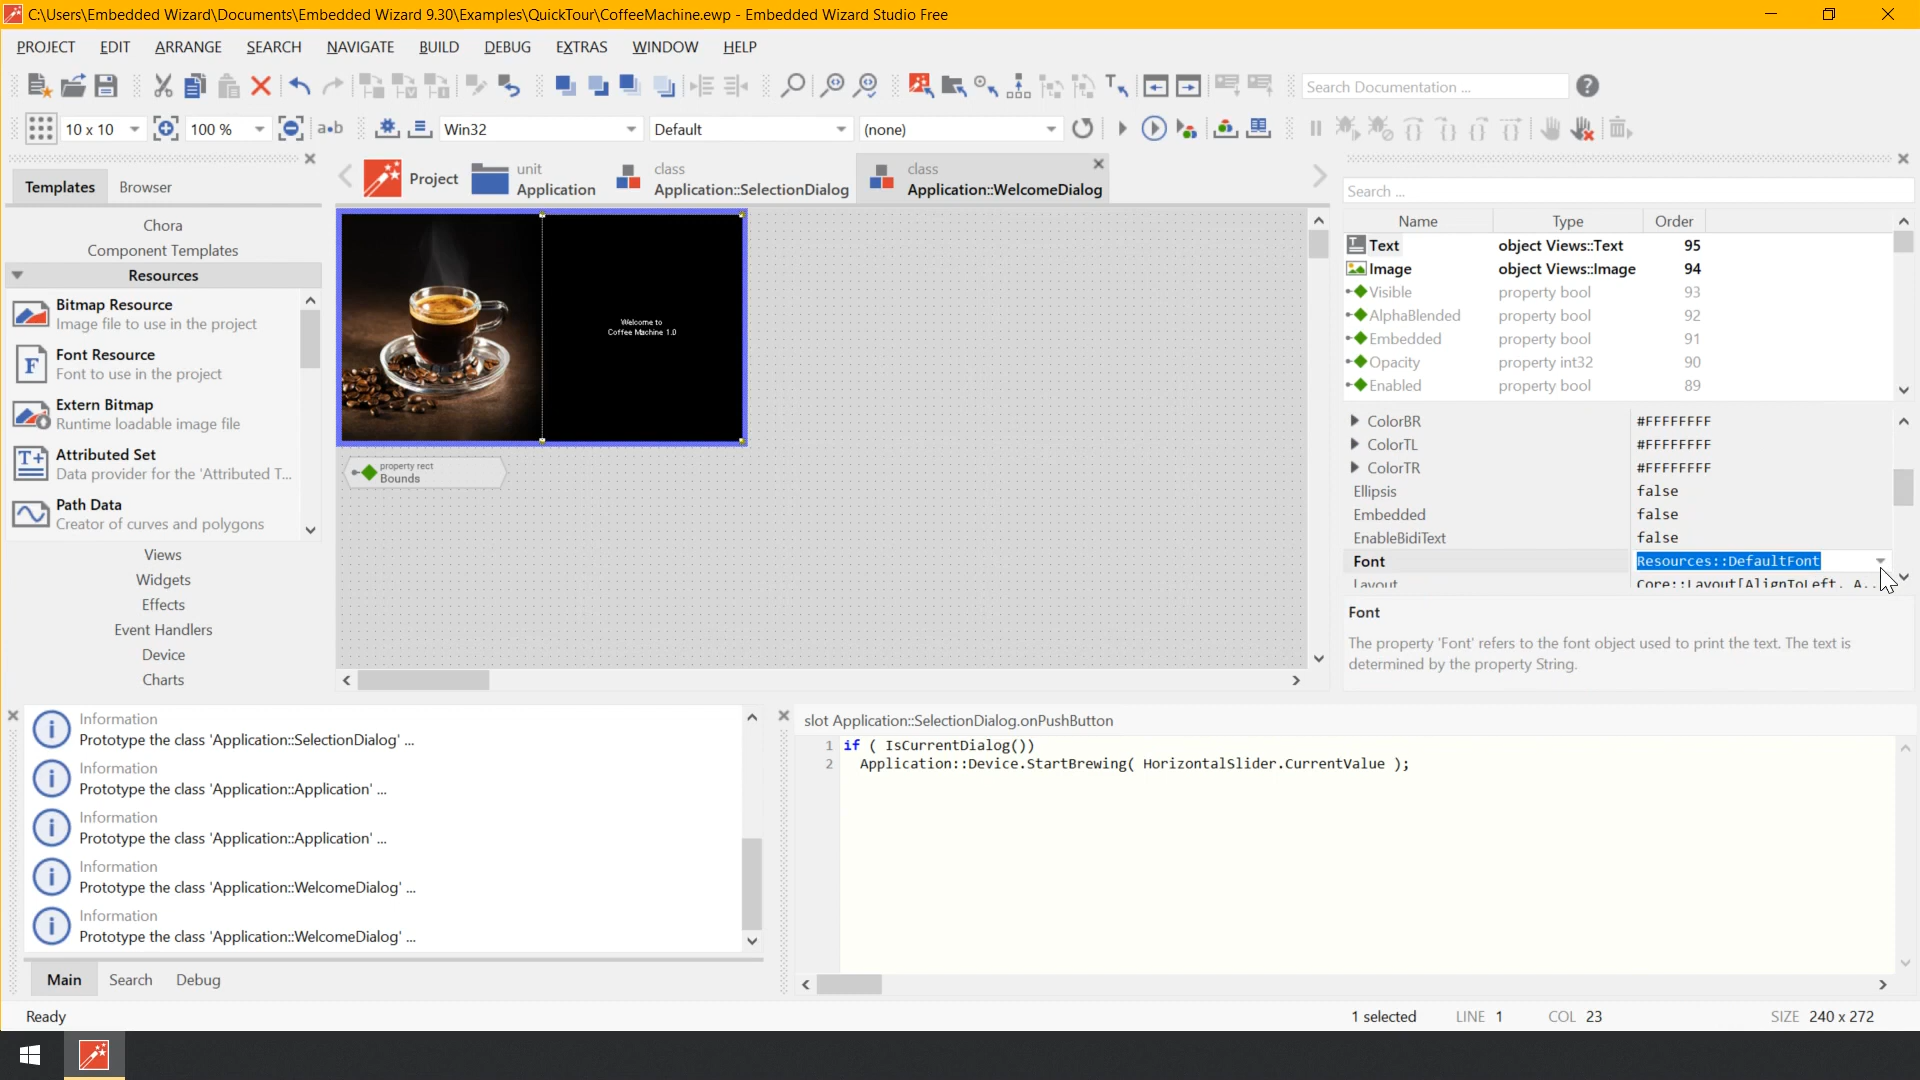 C:\Users\Embedded Wizard\Documents\Embedded Wizard 9.30\Examples\QuickTour\CoffeeMachine.ewp - Embedded Wizard Studio Free
PROJECT EDIT ARRANGE SEARCH NAVIGATE BUILD DEBUG EXTRAS WINDOW HELP
Search Documentation ...
10 x 10 100 % a•b Win32 Default (none)
Templates Browser
Chora
Component Templates
Resources
Bitmap Resource
Image file to use in the project
Font Resource
Font to use in the project
Extern Bitmap
Runtime loadable image file
Attributed Set
Data provider for the 'Attributed T...
Path Data
Creator of curves and polygons
Views
Widgets
Effects
Event Handlers
Device
Charts
Project
unit
Application
class
Application::SelectionDialog
class
Application::WelcomeDialog
Welcome to
Coffee Machine 1.0
property rect
Bounds
Search ...
Name Type Order
Text object Views::Text 95
Image object Views::Image 94
Visible property bool 93
AlphaBlended property bool 92
Embedded property bool 91
Opacity property int32 90
Enabled property bool 89
ColorBR #FFFFFFFF
ColorTL #FFFFFFFF
ColorTR #FFFFFFFF
Ellipsis false
Embedded false
EnableBidiText false
Font Resources::DefaultFont
Layout Core::Layout[AlignToLeft, A...
Font
The property 'Font' refers to the font object used to print the text. The text is
determined by the property String.
Information
Prototype the class 'Application::SelectionDialog' ...
Information
Prototype the class 'Application::Application' ...
Information
Prototype the class 'Application::Application' ...
Information
Prototype the class 'Application::WelcomeDialog' ...
Information
Prototype the class 'Application::WelcomeDialog' ...
Main Search Debug
slot Application::SelectionDialog.onPushButton
1 if ( IsCurrentDialog())
2 Application::Device.StartBrewing( HorizontalSlider.CurrentValue );
Ready
1 selected LINE 1 COL 23 SIZE 240 x 272